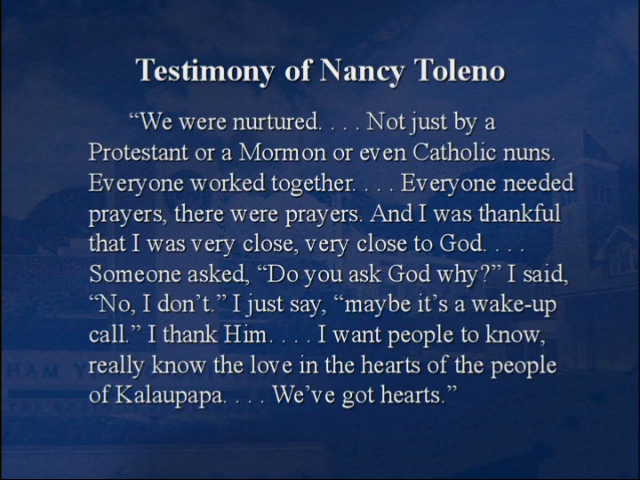 Testimony of Nancy Toleno
“We were nurtured. . . . Not just by a
Protestant or a Mormon or even Catholic nuns.
Everyone worked together. . . . Everyone needed
prayers, there were prayers. And I was thankful
that I was very close, very close to God. . . .
Someone asked, “Do you ask God why?” I said,
“No, I don’t.” I just say, “maybe it’s a wake-up
call.” I thank Him. . . . I want people to know,
really know the love in the hearts of the people
of Kalaupapa. . . . We’ve got hearts.”